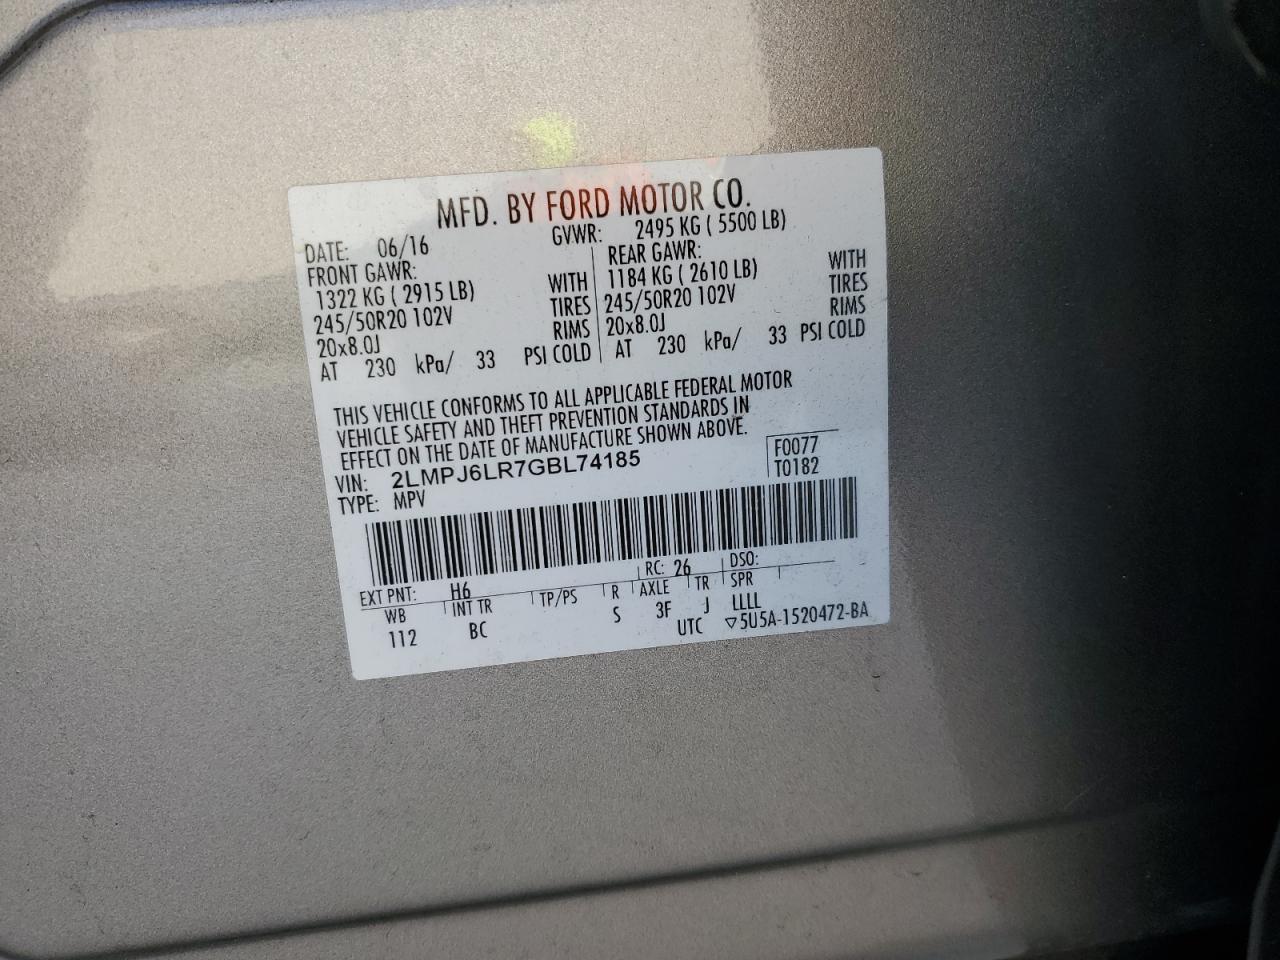 MFD. BY FORD MOTOR CO.
DATE: 06/16 GVWR: 2495 KG ( 5500 LB)
FRONT GAWR: REAR GAWR:
1322 KG ( 2915 LB) WITH 1184 KG ( 2610 LB) WITH
245/50R20 102V TIRES 245/50R20 102V TIRES
20x8.0J RIMS 20x8.0J RIMS
AT 230 kPa/ 33 PSI COLD AT 230 kPa/ 33 PSI COLD
THIS VEHICLE CONFORMS TO ALL APPLICABLE FEDERAL MOTOR
VEHICLE SAFETY AND THEFT PREVENTION STANDARDS IN
EFFECT ON THE DATE OF MANUFACTURE SHOWN ABOVE.
VIN: 2LMPJ6LR7GBL74185 F0077
TYPE: MPV T0182
EXT PNT: H6 RC: 26 DSO:
WB INT TR TP/PS R AXLE TR SPR
112 BC S 3F J LLLL
UTC ▽5U5A-1520472-BA